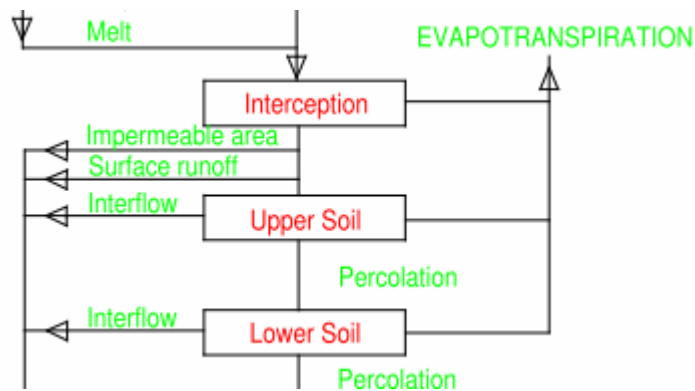 Melt
EVAPOTRANSPIRATION
Interception
Impermeable area
Surface runoff
Interflow
Upper Soil
Percolation
Interflow
Lower Soil
Percolation